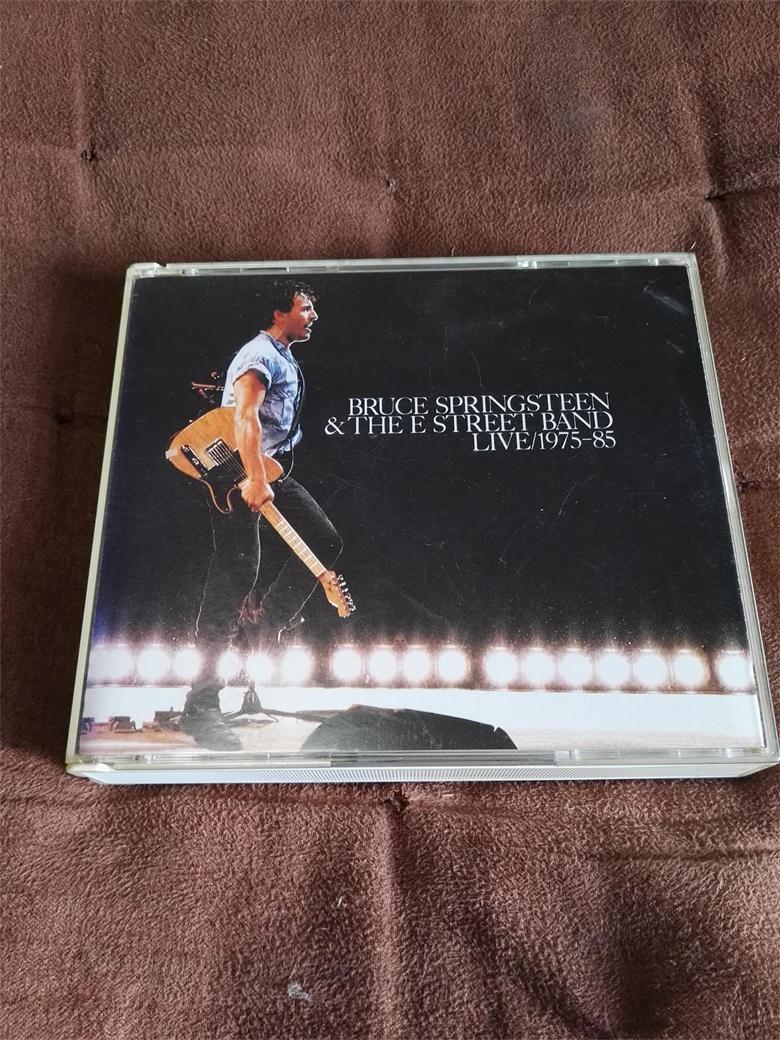 BRUCE SPRINGSTEEN
& THE E STREET BAND
LIVE/1975-85